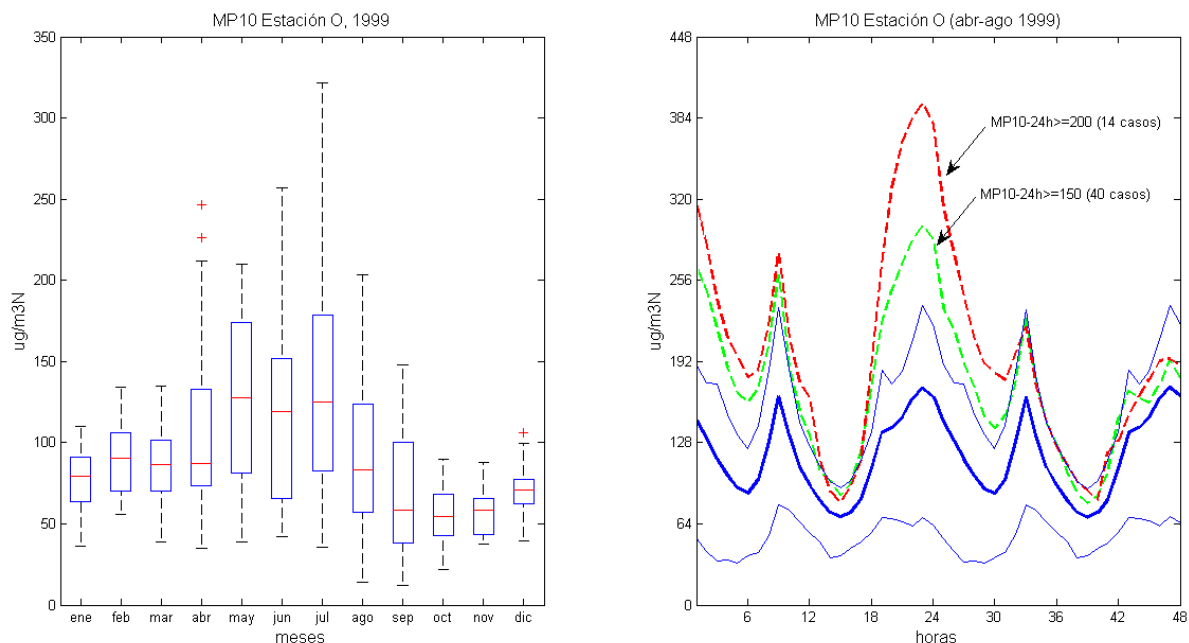 MP10 Estación O, 1999
350
300
250
200
150
100
50
0
ug/m3N
ene feb mar abr may jun jul ago sep oct nov dic
meses
MP10 Estación O (abr-ago 1999)
448
384
320
256
192
128
64
0
ug/m3N
MP10-24h>=200 (14 casos)
MP10-24h>=150 (40 casos)
6 12 18 24 30 36 42 48
horas